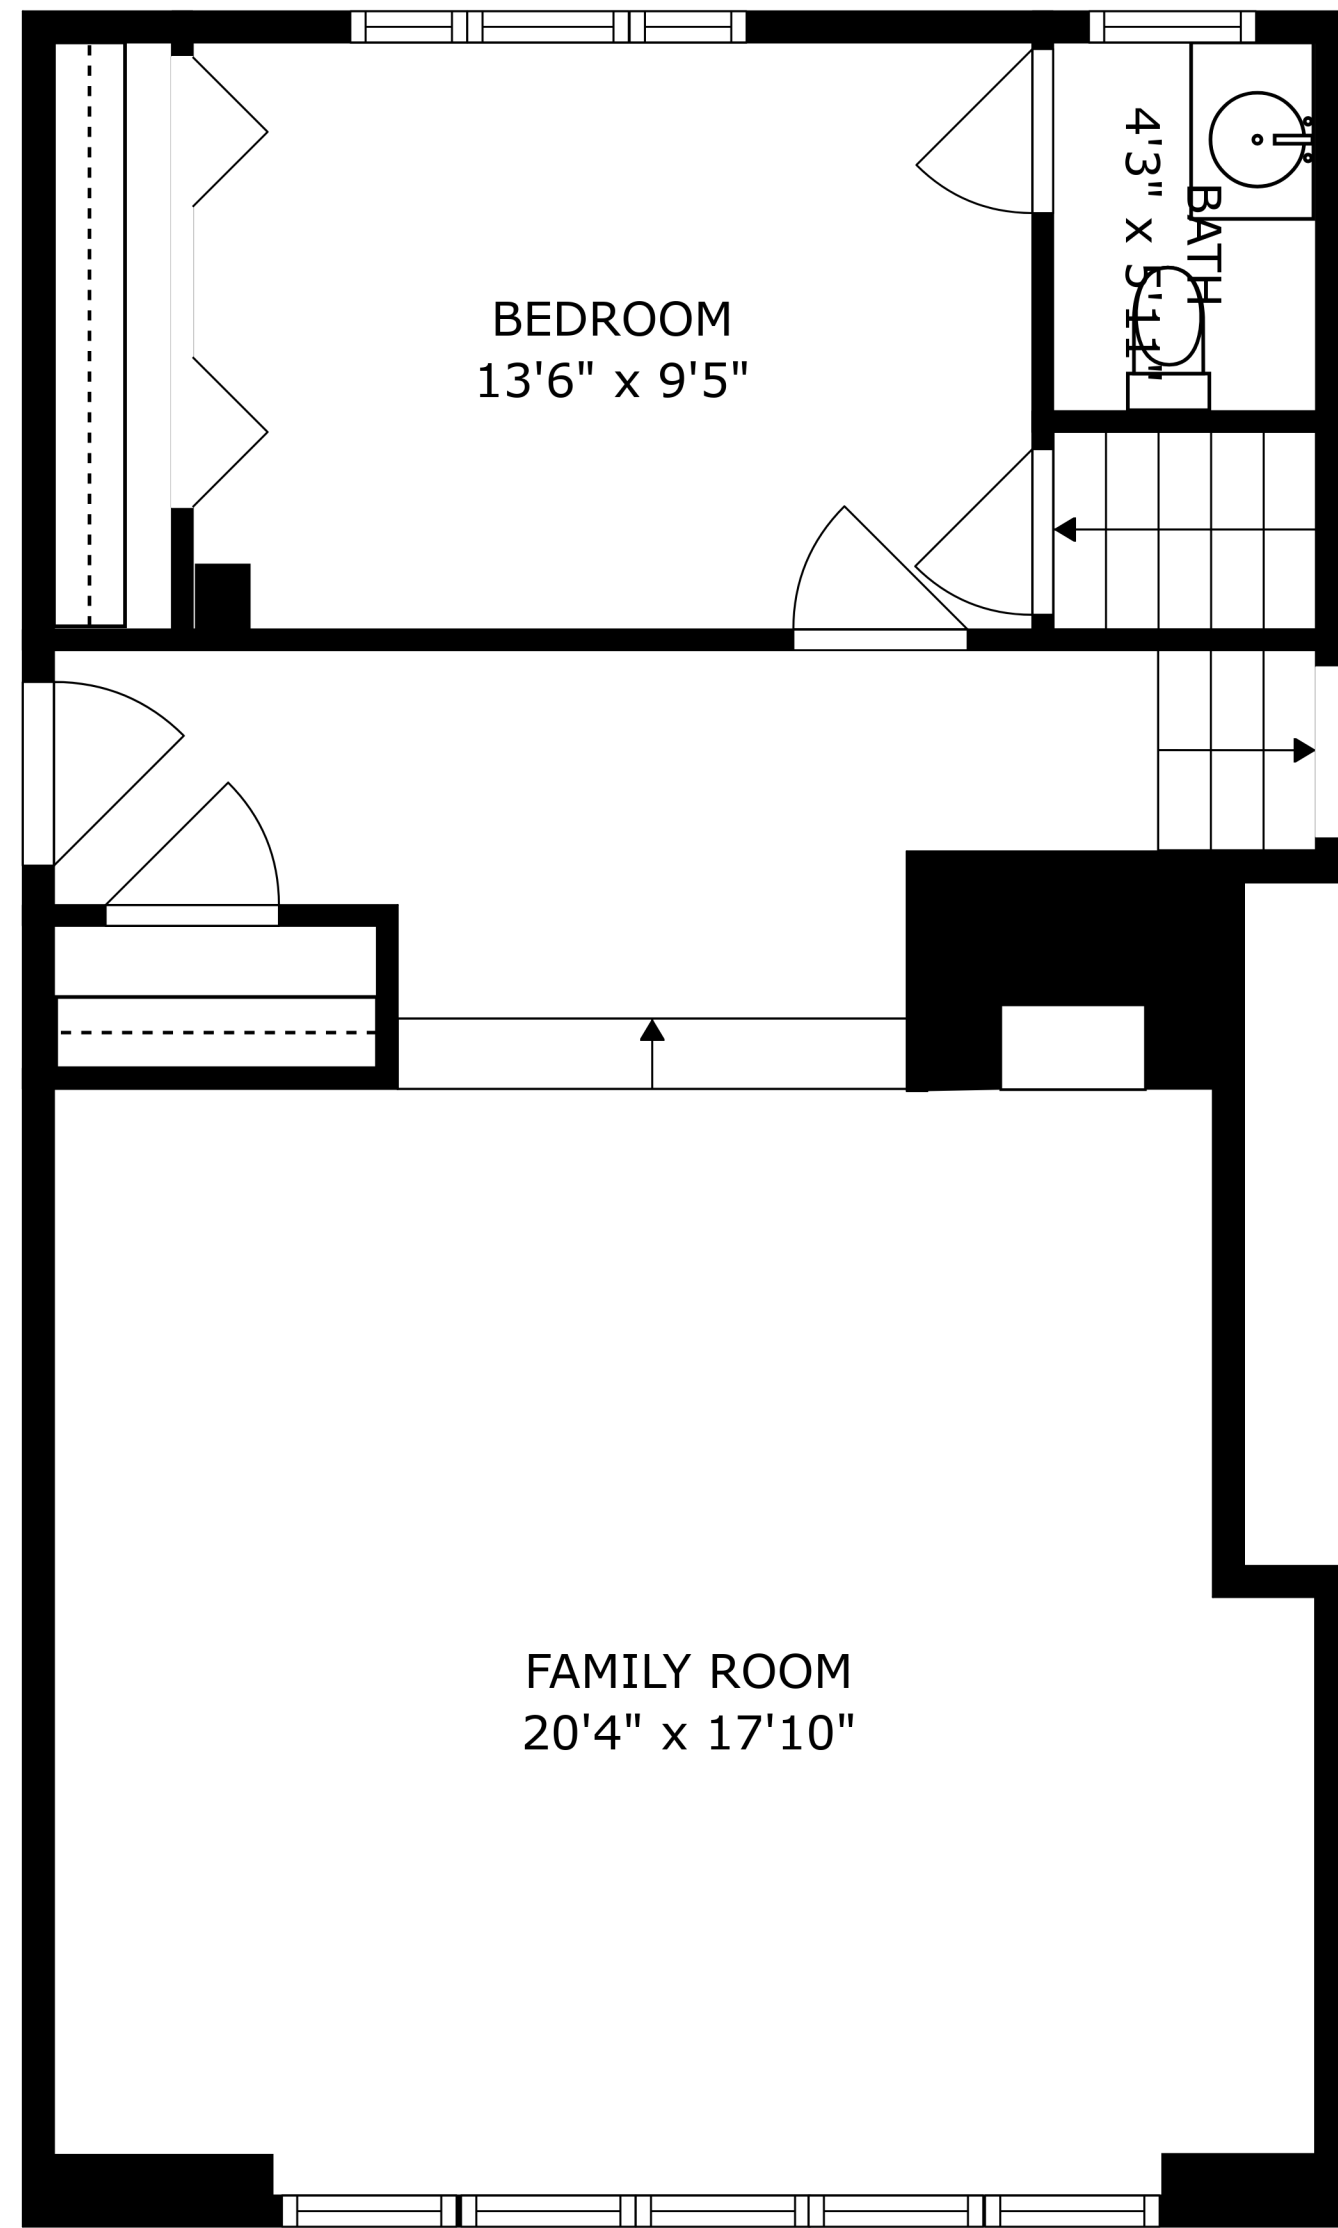 BATH
4'3" x 5'11"
BEDROOM
13'6" x 9'5"
FAMILY ROOM
20'4" x 17'10"